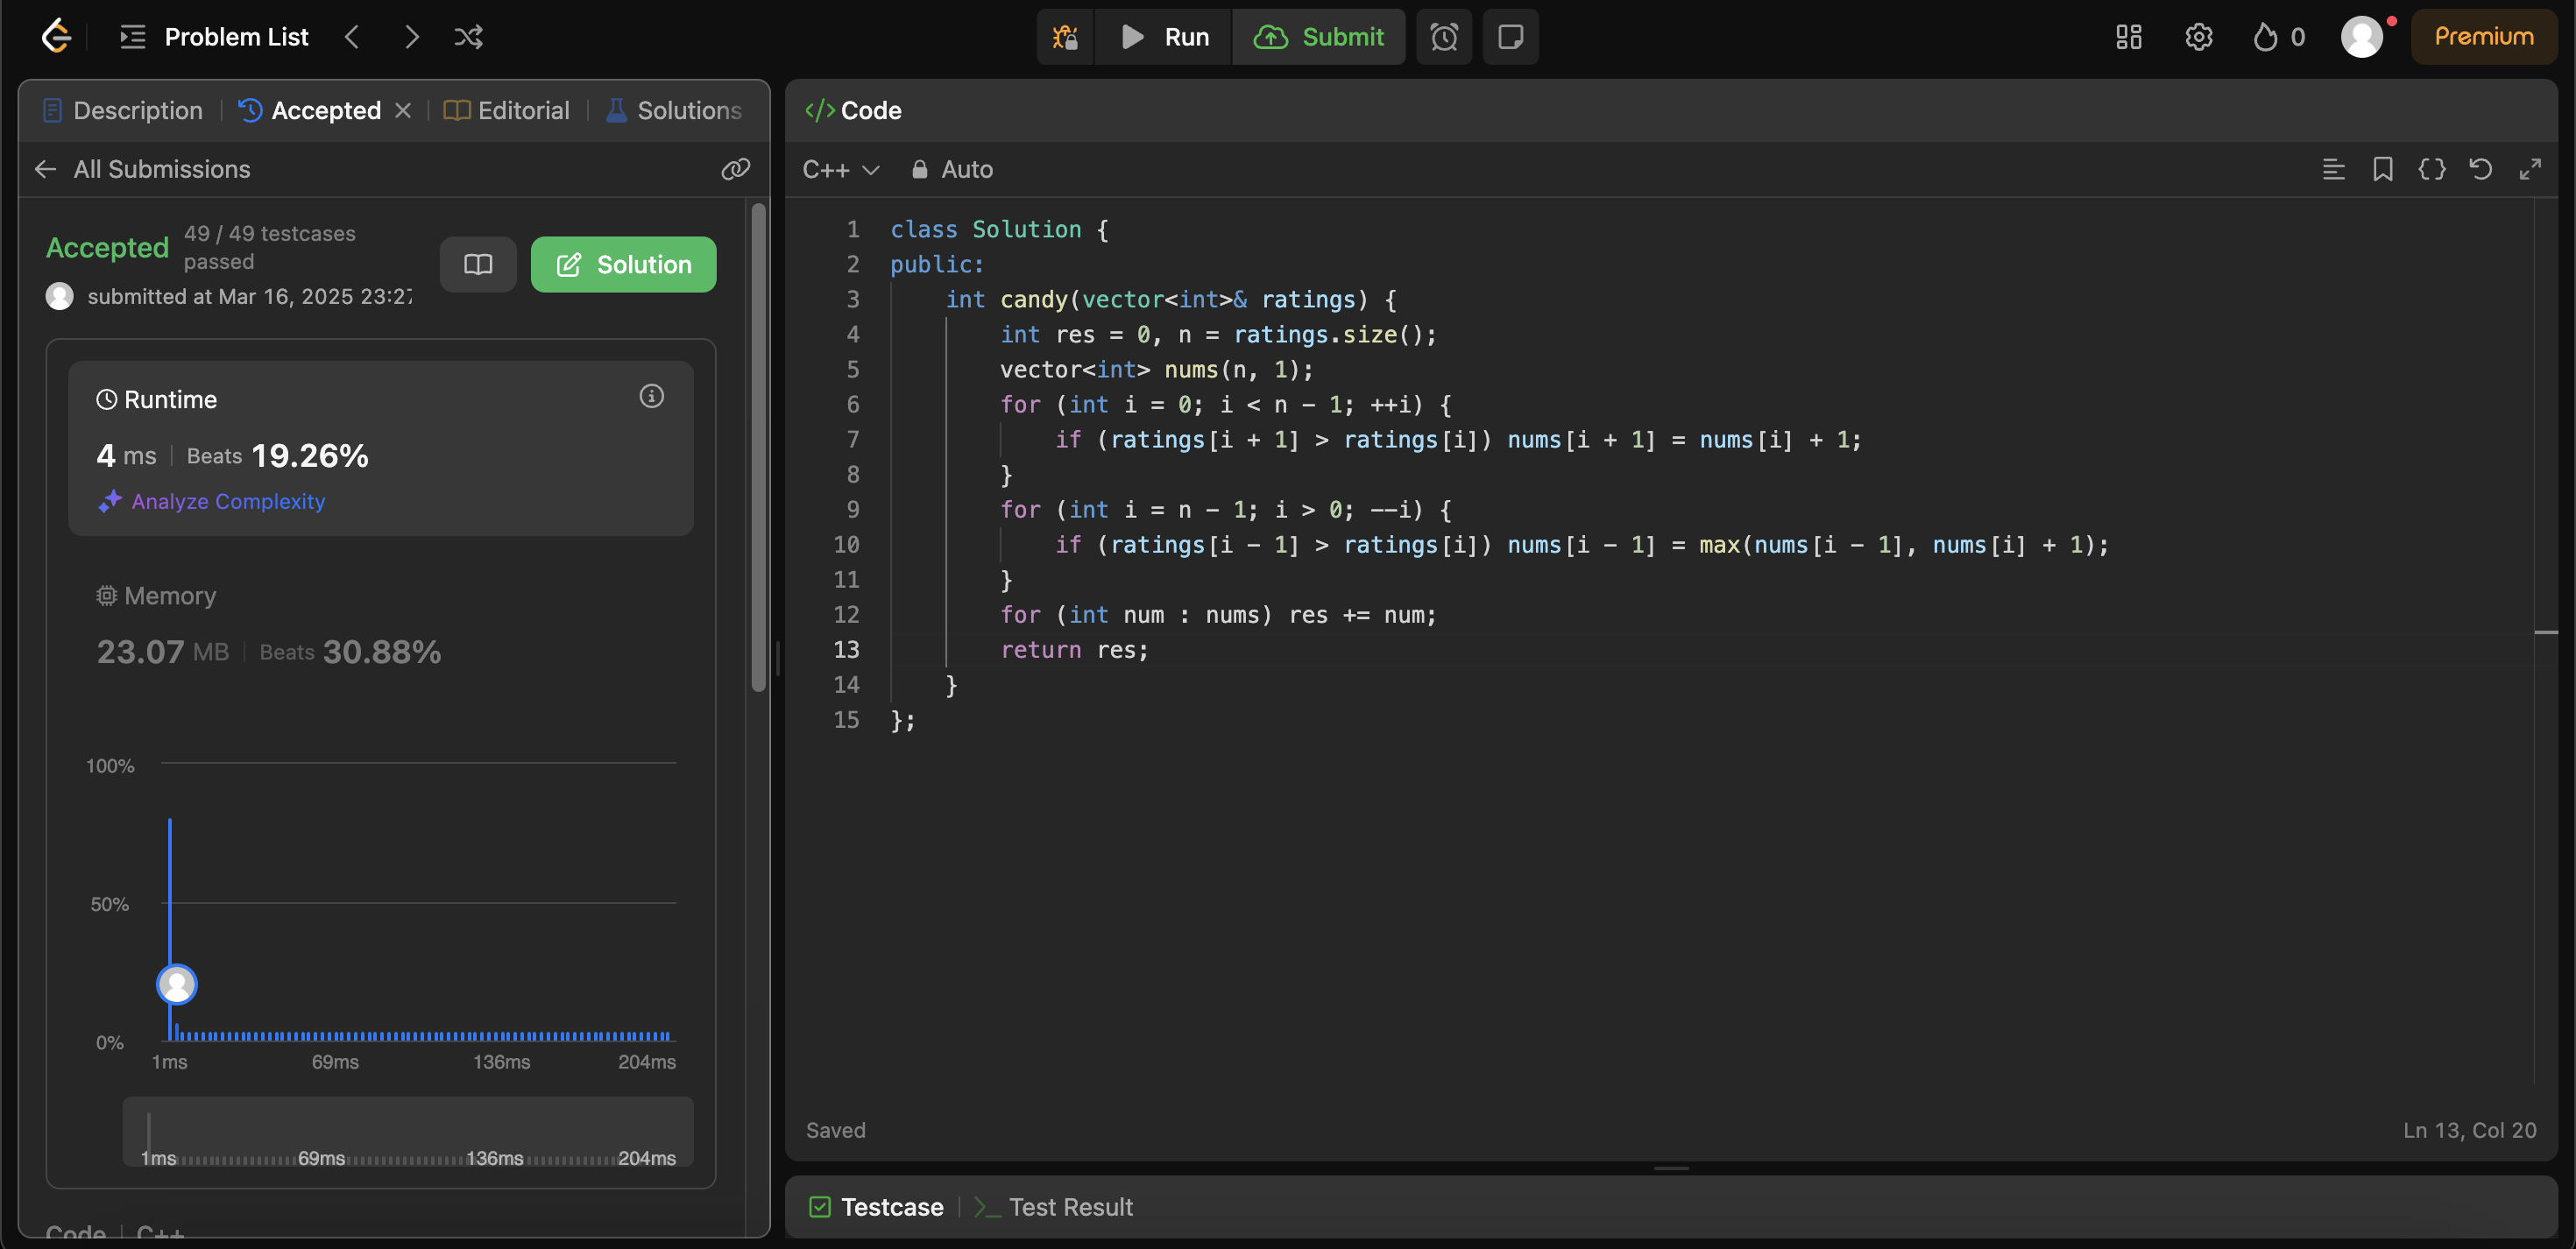 Problem List
Run
Submit
0
Premium
Description
Accepted
Editorial
Solutions
All Submissions
Accepted
49 / 49 testcases
passed
submitted at Mar 16, 2025 23:27
Solution
Runtime
4 ms | Beats 19.26%
Analyze Complexity
Memory
23.07 MB | Beats 30.88%
100%
50%
0%
1ms 69ms 136ms 204ms
1ms 69ms 136ms 204ms
Code | C++
</> Code
C++ Auto
1 class Solution {
2 public:
3     int candy(vector<int>& ratings) {
4         int res = 0, n = ratings.size();
5         vector<int> nums(n, 1);
6         for (int i = 0; i < n - 1; ++i) {
7             if (ratings[i + 1] > ratings[i]) nums[i + 1] = nums[i] + 1;
8         }
9         for (int i = n - 1; i > 0; --i) {
10             if (ratings[i - 1] > ratings[i]) nums[i - 1] = max(nums[i - 1], nums[i] + 1);
11         }
12         for (int num : nums) res += num;
13         return res;
14     }
15 };
Saved
Ln 13, Col 20
Testcase
Test Result